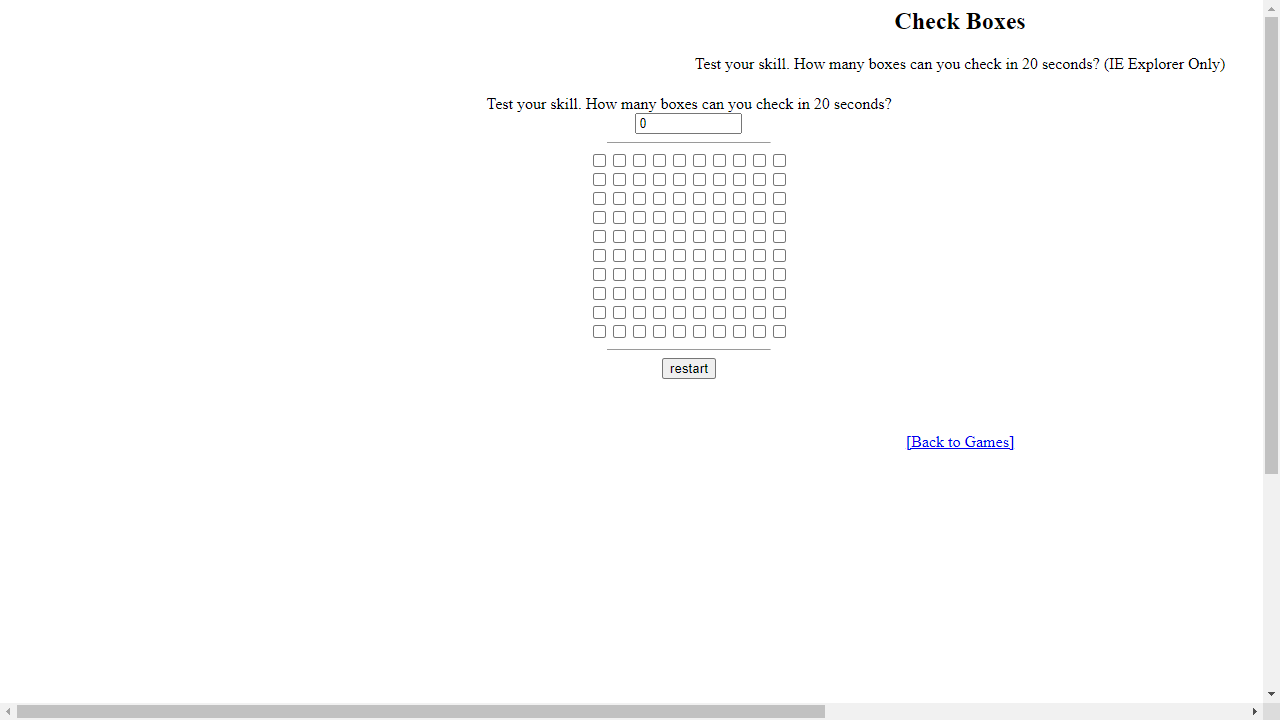 Check Boxes
Test your skill. How many boxes can you check in 20 seconds? (IE Explorer Only)
Test your skill. How many boxes can you check in 20 seconds?
0
restart
[Back to Games]